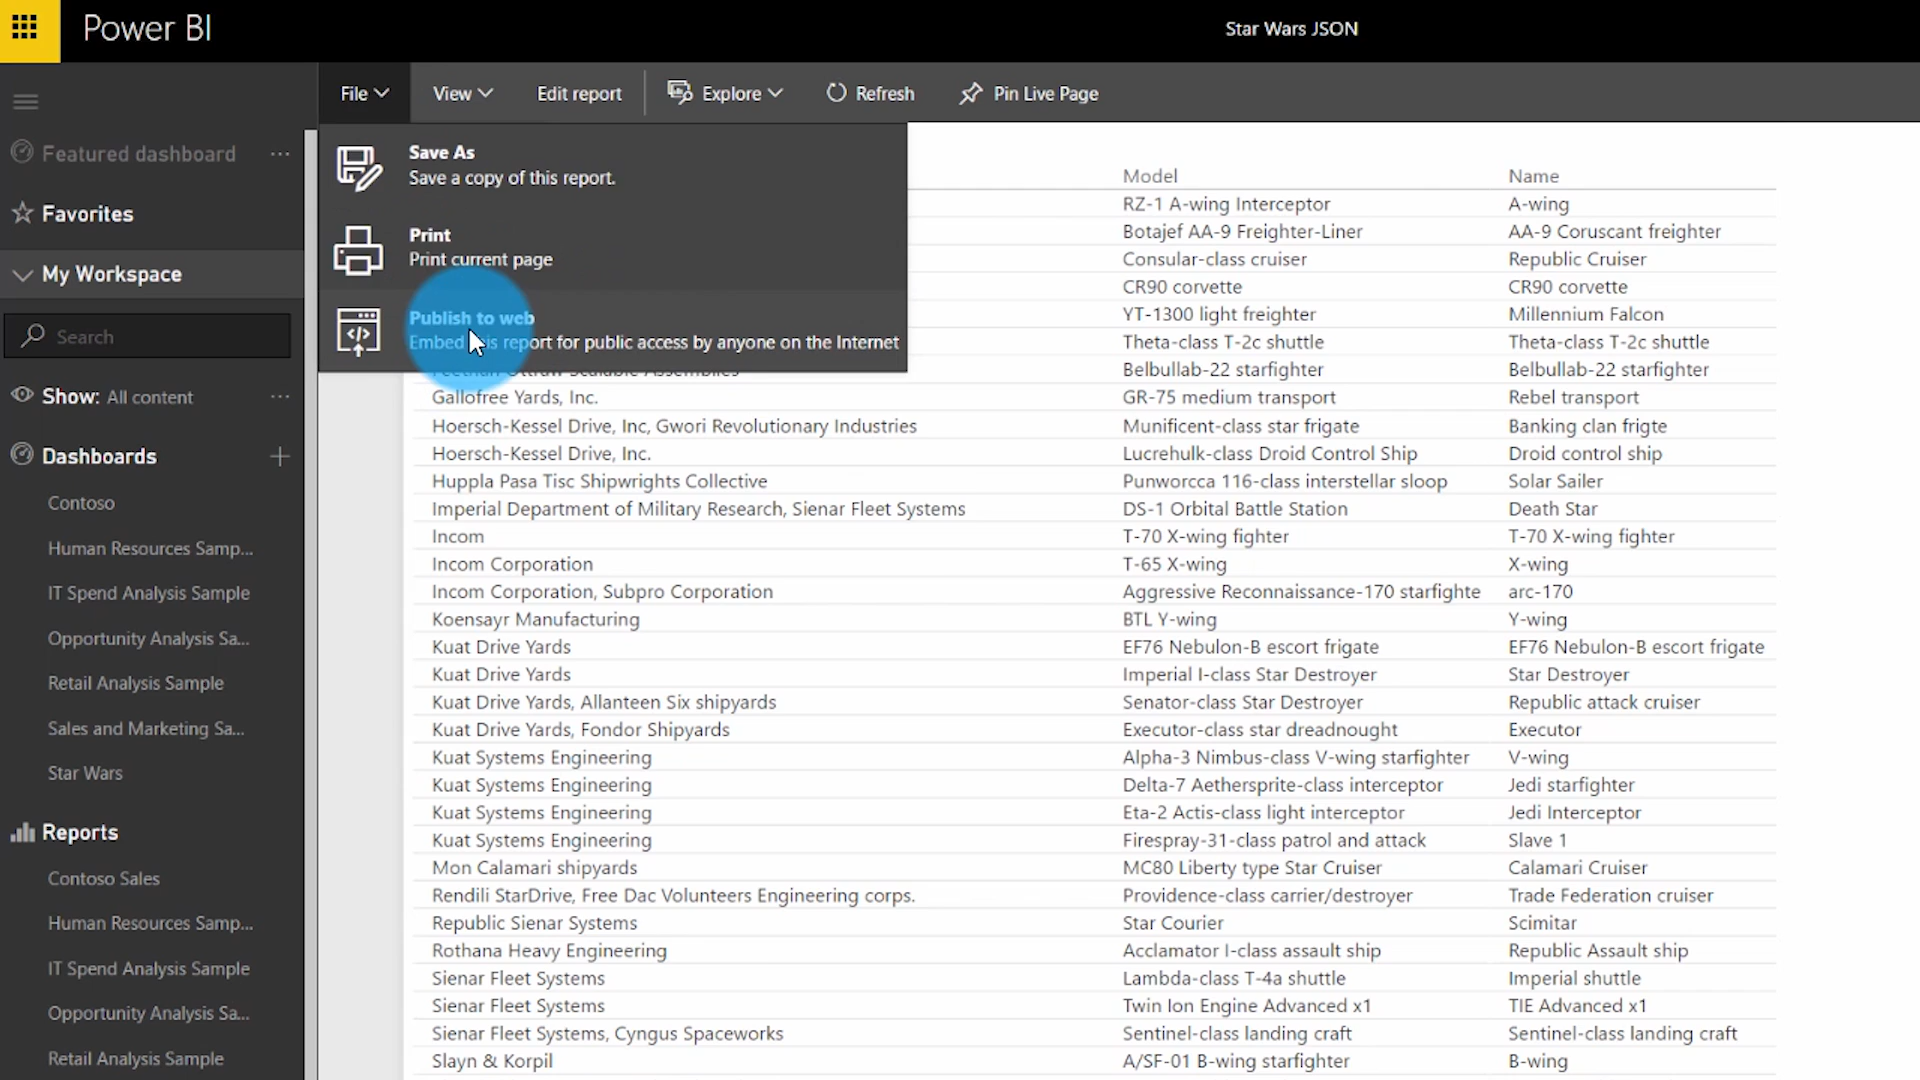 Power BI
Star Wars JSON
File
View
Edit report
Explore
Refresh
Pin Live Page
Featured dashboard
Favorites
My Workspace
Search
Show: All content
Dashboards
Contoso
Human Resources Samp...
IT Spend Analysis Sample
Opportunity Analysis Sa...
Retail Analysis Sample
Sales and Marketing Sa...
Star Wars
Reports
Contoso Sales
Human Resources Samp...
IT Spend Analysis Sample
Opportunity Analysis Sa...
Retail Analysis Sample
Save As
Save a copy of this report.
Print
Print current page
Publish to web
Embed this report for public access by anyone on the Internet
Model Name
RZ-1 A-wing Interceptor A-wing
Botajef AA-9 Freighter-Liner AA-9 Coruscant freighter
Consular-class cruiser Republic Cruiser
CR90 corvette CR90 corvette
YT-1300 light freighter Millennium Falcon
Theta-class T-2c shuttle Theta-class T-2c shuttle
Belbullab-22 starfighter Belbullab-22 starfighter
Gallofree Yards, Inc. GR-75 medium transport Rebel transport
Hoersch-Kessel Drive, Inc, Gwori Revolutionary Industries Munificent-class star frigate Banking clan frigte
Hoersch-Kessel Drive, Inc. Lucrehulk-class Droid Control Ship Droid control ship
Huppla Pasa Tisc Shipwrights Collective Punworcca 116-class interstellar sloop Solar Sailer
Imperial Department of Military Research, Sienar Fleet Systems DS-1 Orbital Battle Station Death Star
Incom T-70 X-wing fighter T-70 X-wing fighter
Incom Corporation T-65 X-wing X-wing
Incom Corporation, Subpro Corporation Aggressive Reconnaissance-170 starfighte arc-170
Koensayr Manufacturing BTL Y-wing Y-wing
Kuat Drive Yards EF76 Nebulon-B escort frigate EF76 Nebulon-B escort frigate
Kuat Drive Yards Imperial I-class Star Destroyer Star Destroyer
Kuat Drive Yards, Allanteen Six shipyards Senator-class Star Destroyer Republic attack cruiser
Kuat Drive Yards, Fondor Shipyards Executor-class star dreadnought Executor
Kuat Systems Engineering Alpha-3 Nimbus-class V-wing starfighter V-wing
Kuat Systems Engineering Delta-7 Aethersprite-class interceptor Jedi starfighter
Kuat Systems Engineering Eta-2 Actis-class light interceptor Jedi Interceptor
Kuat Systems Engineering Firespray-31-class patrol and attack Slave 1
Mon Calamari shipyards MC80 Liberty type Star Cruiser Calamari Cruiser
Rendili StarDrive, Free Dac Volunteers Engineering corps. Providence-class carrier/destroyer Trade Federation cruiser
Republic Sienar Systems Star Courier Scimitar
Rothana Heavy Engineering Acclamator I-class assault ship Republic Assault ship
Sienar Fleet Systems Lambda-class T-4a shuttle Imperial shuttle
Sienar Fleet Systems Twin Ion Engine Advanced x1 TIE Advanced x1
Sienar Fleet Systems, Cyngus Spaceworks Sentinel-class landing craft Sentinel-class landing craft
Slayn & Korpil A/SF-01 B-wing starfighter B-wing